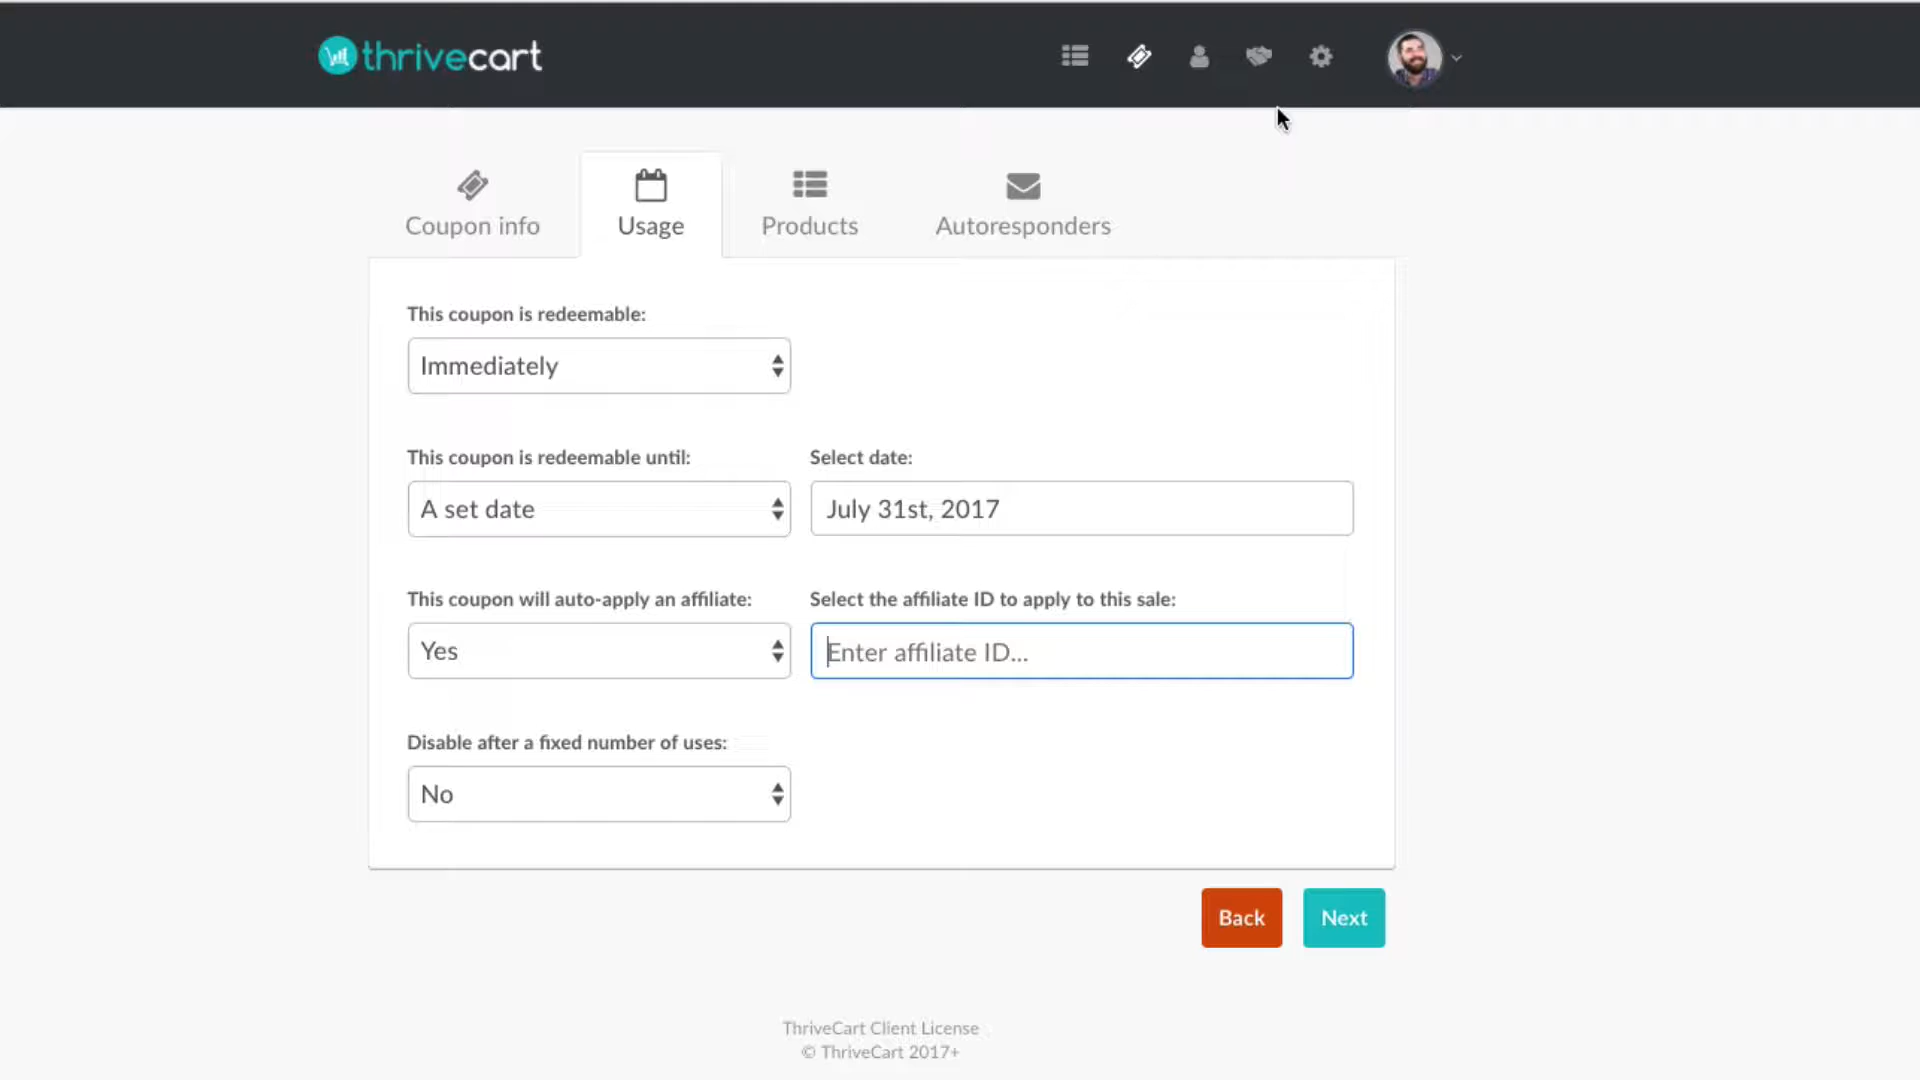 thrivecart
Coupon info
Usage
Products
Autoresponders
This coupon is redeemable:
Immediately
This coupon is redeemable until:
Select date:
A set date
July 31st, 2017
This coupon will auto-apply an affiliate:
Select the affiliate ID to apply to this sale:
Yes
Enter affiliate ID...
Disable after a fixed number of uses:
No
Back
Next
ThriveCart Client License
© ThriveCart 2017+